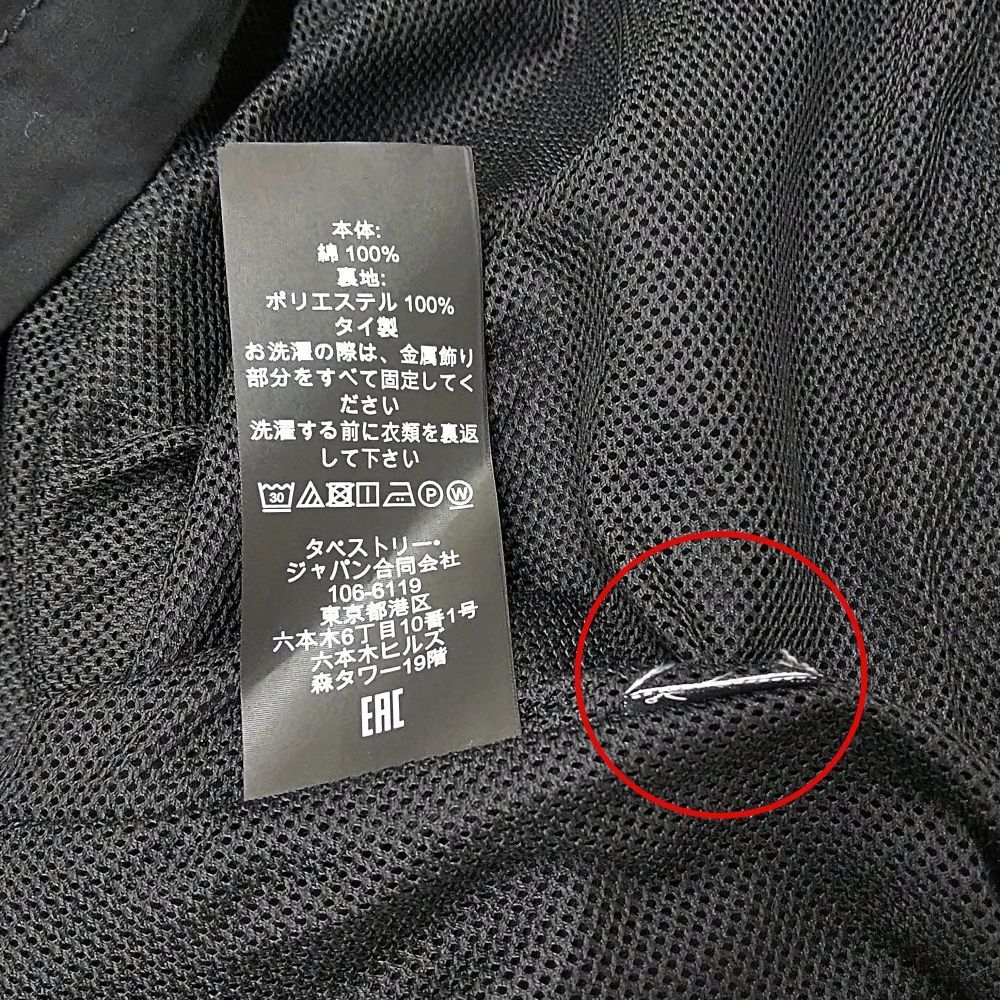 本体:
綿 100%
裏地:
ポリエステル 100%
タイ製
お洗濯の際は、金属飾り
部分をすべて固定してく
ださい
洗濯する前に衣類を裏返
して下さい
30 P W
タペストリー・
ジャパン合同会社
106-6119
東京都港区
六本木6丁目10番1号
六本木ヒルズ
森タワー19階
EAC